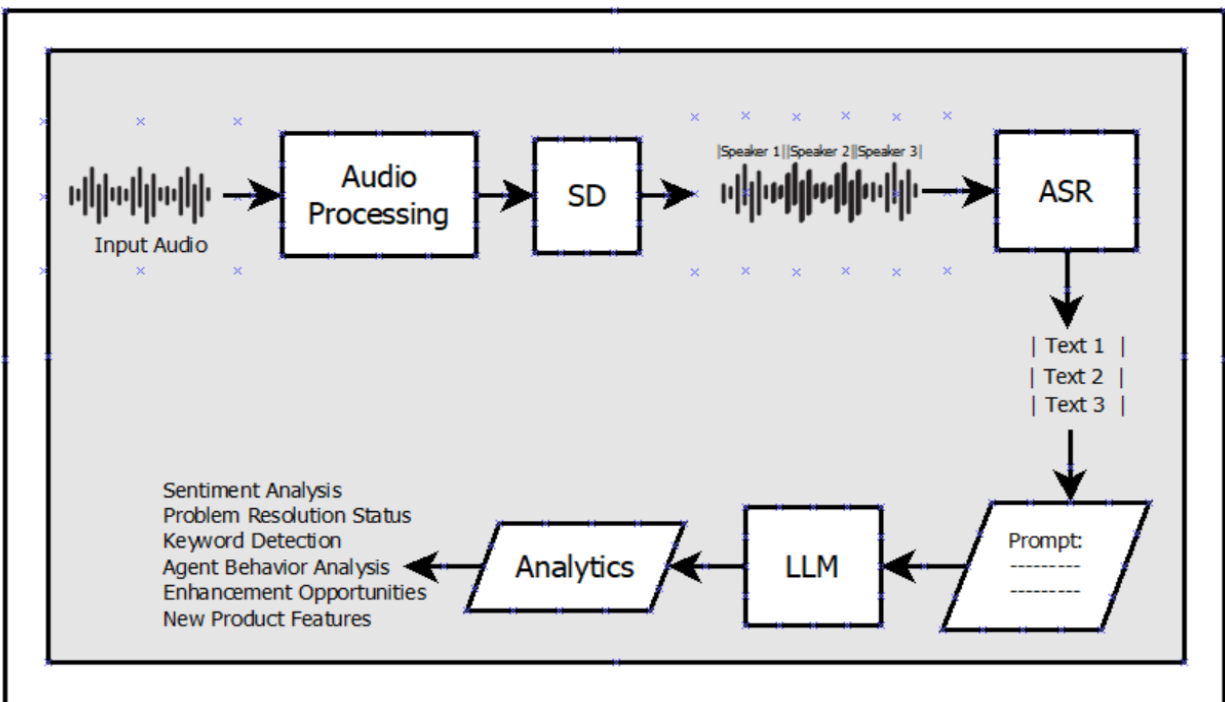 Input Audio
Audio
Processing
SD
|Speaker 1||Speaker 2||Speaker 3|
ASR
| Text 1 |
| Text 2 |
| Text 3 |
Prompt:
---------
---------
LLM
Analytics
Sentiment Analysis
Problem Resolution Status
Keyword Detection
Agent Behavior Analysis
Enhancement Opportunities
New Product Features